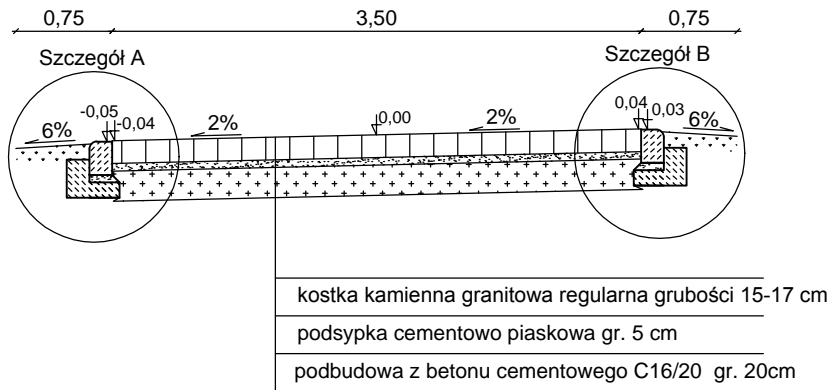 0,75 3,50 0,75
Szczegół A Szczegół B
-0,05 -0,04 0,00 0,04 0,03
6% 2% 2% 6%
kostka kamienna granitowa regularna grubości 15-17 cm
podsypka cementowo piaskowa gr. 5 cm
podbudowa z betonu cementowego C16/20 gr. 20cm